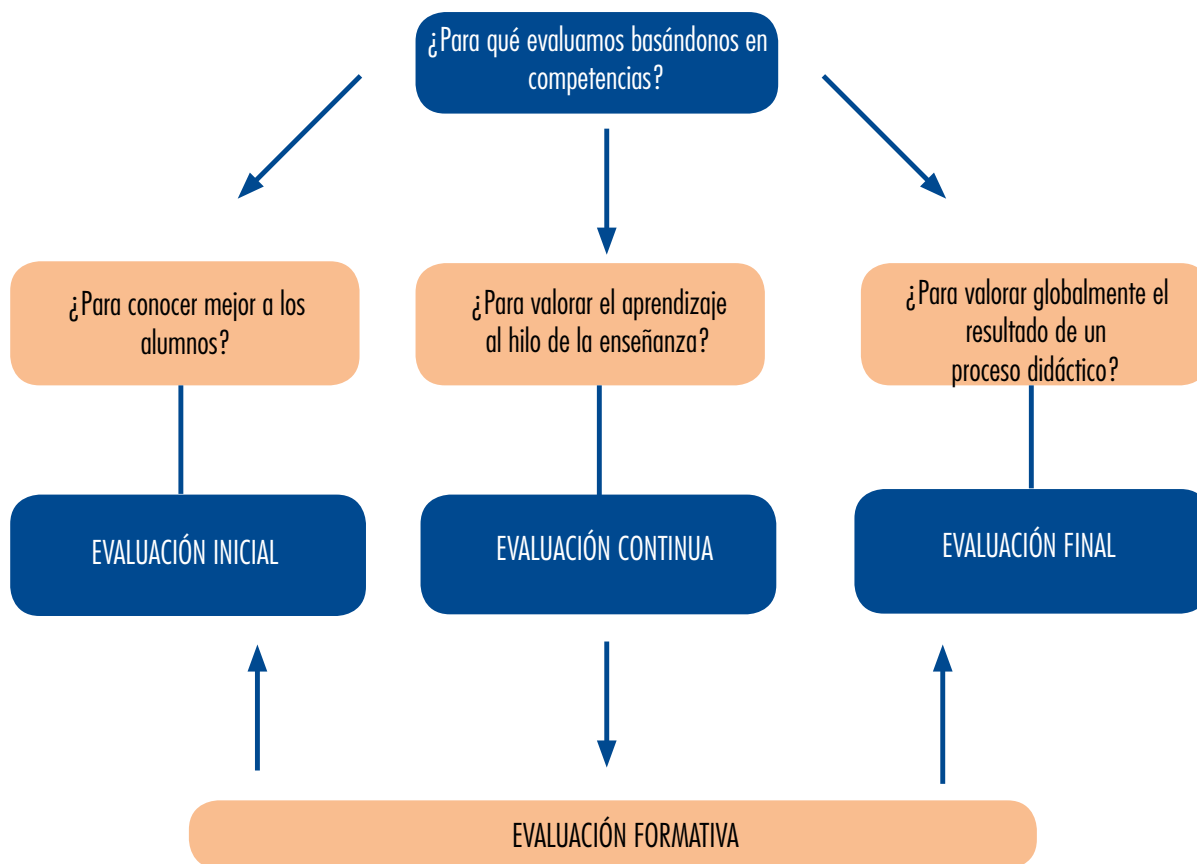 ¿Para qué evaluamos basándonos en
competencias?
¿Para conocer mejor a los
alumnos?
¿Para valorar el aprendizaje
al hilo de la enseñanza?
¿Para valorar globalmente el
resultado de un
proceso didáctico?
EVALUACIÓN INICIAL
EVALUACIÓN CONTINUA
EVALUACIÓN FINAL
EVALUACIÓN FORMATIVA